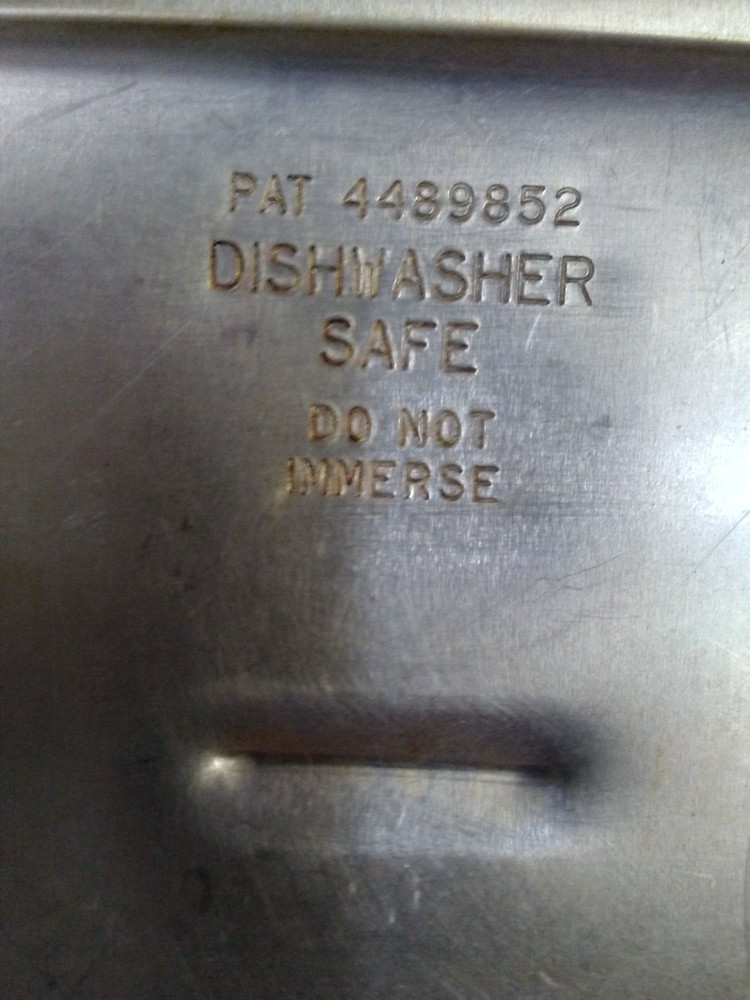 PAT 4489852
DISHWASHER
SAFE
DO NOT
IMMERSE